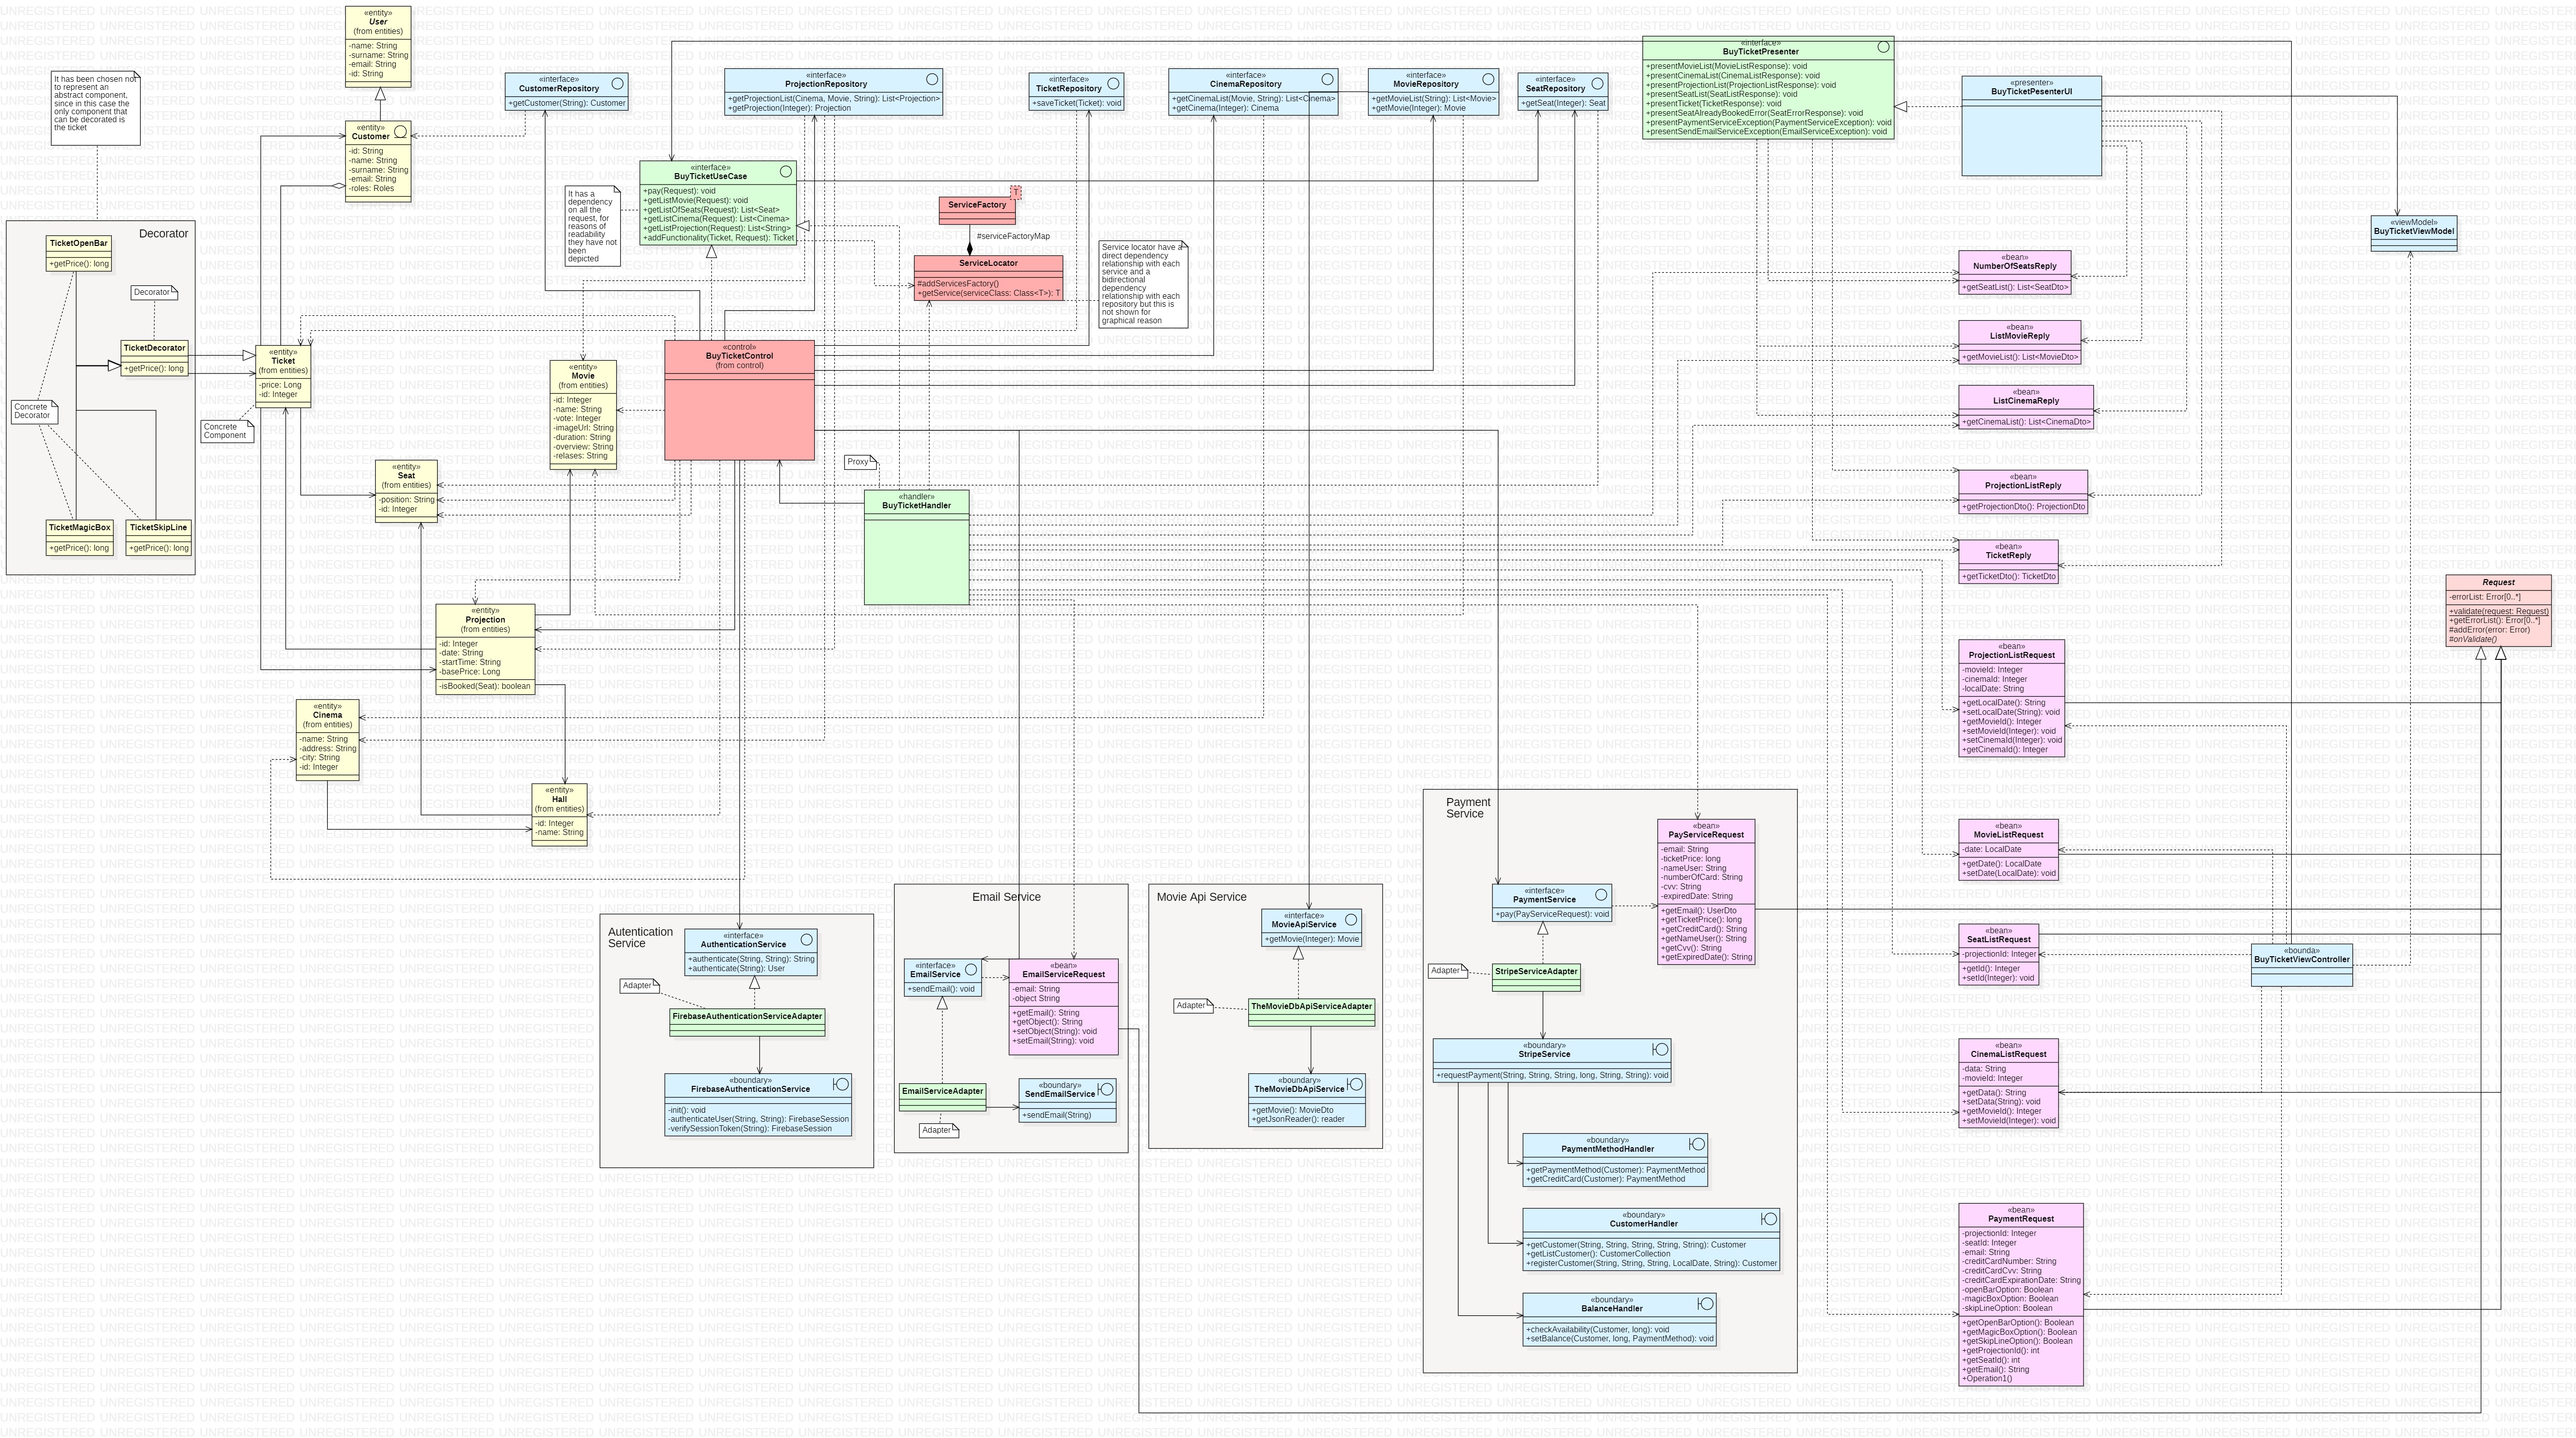 «entity»
User
(from entities)
-name: String
-surname: String
-email: String
-id: String
It has been chosen not
to represent an
abstract component,
since in this case the
only component that
can be decorated is
the ticket
«entity»
Customer
-id: String
-name: String
-surname: String
-email: String
-roles: Roles
«interface»
CustomerRepository
+getCustomer(String): Customer
«interface»
ProjectionRepository
+getProjectionList(Cinema, Movie, String): List<Projection>
+getProjection(Integer): Projection
«interface»
TicketRepository
+saveTicket(Ticket): void
«interface»
CinemaRepository
+getCinemaList(Movie, String): List<Cinema>
+getCinema(Integer): Cinema
«interface»
MovieRepository
+getMovieList(String): List<Movie>
+getMovie(Integer): Movie
«interface»
SeatRepository
+getSeat(Integer): Seat
«interface»
BuyTicketPresenter
+presentMovieList(MovieListResponse): void
+presentCinemaList(CinemaListResponse): void
+presentProjectionList(ProjectionListResponse): void
+presentSeatList(SeatListResponse): void
+presentTicket(TicketResponse): void
+presentSeatAlreadyBookedError(SeatErrorResponse): void
+presentPaymentServiceException(PaymentServiceException): void
+presentSendEmailServiceException(EmailServiceException): void
«presenter»
BuyTicketPesenterUI
«viewModel»
BuyTicketViewModel
«interface»
BuyTicketUseCase
+pay(Request): void
+getListMovie(Request): void
+getListOfSeats(Request): List<Seat>
+getListCinema(Request): List<Cinema>
+getListProjection(Request): List<String>
+addFunctionality(Ticket, Request): Ticket
It has a
dependency
on all the
request, for
reasons of
readability
they have not
been
depicted
T
ServiceFactory
#serviceFactoryMap
ServiceLocator
#addServicesFactory()
+getService(serviceClass: Class<T>): T
Service locator have a
direct dependency
relationship with each
service and a
bidirectional
dependency
relationship with each
repository but this is
not shown for
graphical reason
Decorator
TicketOpenBar
+getPrice(): long
Decorator
TicketDecorator
+getPrice(): long
Concrete
Decorator
TicketMagicBox
+getPrice(): long
TicketSkipLine
+getPrice(): long
«entity»
Ticket
(from entities)
-price: Long
-id: Integer
Concrete
Component
«entity»
Movie
(from entities)
-id: Integer
-name: String
-vote: Integer
-imageUrl: String
-duration: String
-overview: String
-relases: String
«control»
BuyTicketControl
(from control)
«entity»
Seat
(from entities)
-position: String
-id: Integer
Proxy
«handler»
BuyTicketHandler
«entity»
Projection
(from entities)
-id: Integer
-date: String
-startTime: String
-basePrice: Long
-isBooked(Seat): boolean
«entity»
Cinema
(from entities)
-name: String
-address: String
-city: String
-id: Integer
«entity»
Hall
(from entities)
-id: Integer
-name: String
«bean»
NumberOfSeatsReply
+getSeatList(): List<SeatDto>
«bean»
ListMovieReply
+getMovieList(): List<MovieDto>
«bean»
ListCinemaReply
+getCinemaList(): List<CinemaDto>
«bean»
ProjectionListReply
+getProjectionDto(): ProjectionDto
«bean»
TicketReply
+getTicketDto(): TicketDto
Request
-errorList: Error[0..*]
+validate(request: Request)
+getErrorList(): Error[0..*]
#addError(error: Error)
#onValidate()
«bean»
ProjectionListRequest
-movieId: Integer
-cinemaId: Integer
-localDate: String
+getLocalDate(): String
+setLocalDate(String): void
+getMovieId(): Integer
+setMovieId(Integer): void
+setCinemaId(Integer): void
+getCinemaId(): Integer
«bean»
MovieListRequest
-date: LocalDate
+getDate(): LocalDate
+setDate(LocalDate): void
«bean»
SeatListRequest
-projectionId: Integer
+getId(): Integer
+setId(Integer): void
«bounda»
BuyTicketViewController
«bean»
CinemaListRequest
-data: String
-movieId: Integer
+getData(): String
+setData(String): void
+getMovieId(): Integer
+setMovieId(Integer): void
«bean»
PaymentRequest
-projectionId: Integer
-seatId: Integer
-email: String
-creditCardNumber: String
-creditCardCvv: String
-creditCardExpirationDate: String
-openBarOption: Boolean
-magicBoxOption: Boolean
-skipLineOption: Boolean
+getOpenBarOption(): Boolean
+getMagicBoxOption(): Boolean
+getSkipLineOption(): Boolean
+getProjectionId(): int
+getSeatId(): int
+getEmail(): String
+Operation1()
Autentication
Service
«interface»
AuthenticationService
+authenticate(String, String): String
+authenticate(String): User
Adapter
FirebaseAuthenticationServiceAdapter
«boundary»
FirebaseAuthenticationService
-init(): void
-authenticateUser(String, String): FirebaseSession
-verifySessionToken(String): FirebaseSession
Email Service
«interface»
EmailService
+sendEmail(): void
«bean»
EmailServiceRequest
-email: String
-object String
+getEmail(): String
+getObject(): String
+setObject(String): void
+setEmail(String): void
EmailServiceAdapter
Adapter
«boundary»
SendEmailService
+sendEmail(String)
Movie Api Service
«interface»
MovieApiService
+getMovie(Integer): Movie
Adapter
TheMovieDbApiServiceAdapter
«boundary»
TheMovieDbApiService
+getMovie(): MovieDto
+getJsonReader(): reader
Payment
Service
«bean»
PayServiceRequest
-email: String
-ticketPrice: long
-nameUser: String
-numberOfCard: String
-cvv: String
-expiredDate: String
+getEmail(): UserDto
+getTicketPrice(): long
+getCreditCard(): String
+getNameUser(): String
+getCvv(): String
+getExpiredDate(): String
«interface»
PaymentService
+pay(PayServiceRequest): void
Adapter
StripeServiceAdapter
«boundary»
StripeService
+requestPayment(String, String, String, long, String, String): void
«boundary»
PaymentMethodHandler
+getPaymentMethod(Customer): PaymentMethod
+getCreditCard(Customer): PaymentMethod
«boundary»
CustomerHandler
+getCustomer(String, String, String, String, String): Customer
+getListCustomer(): CustomerCollection
+registerCustomer(String, String, String, LocalDate, String): Customer
«boundary»
BalanceHandler
+checkAvailability(Customer, long): void
+setBalance(Customer, long, PaymentMethod): void